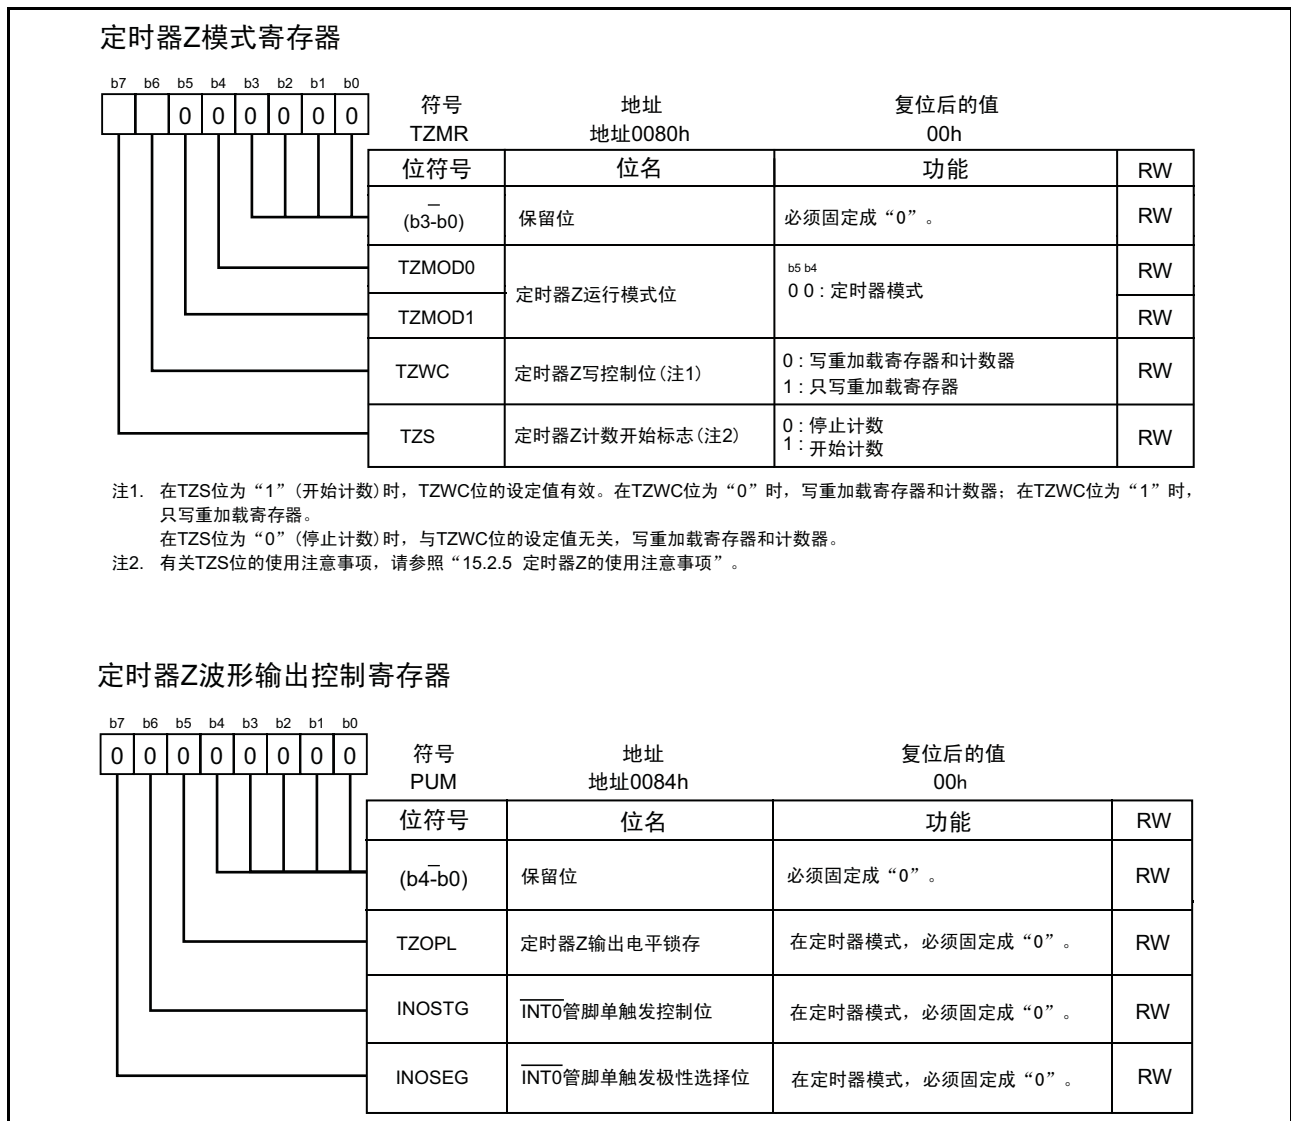 定时器Z模式寄存器
b7 b6 b5 b4 b3 b2 b1 b0
0 0 0 0 0 0
符号 地址 复位后的值
TZMR 地址0080h 00h
位符号 位名 功能 RW
—
(b3-b0) 保留位 必须固定成“0”。 RW
TZMOD0 定时器Z运行模式位 b5 b4 RW
0 0 : 定时器模式
TZMOD1 RW
TZWC 定时器Z写控制位(注1) 0 : 写重加载寄存器和计数器 RW
1 : 只写重加载寄存器
TZS 定时器Z计数开始标志(注2) 0 : 停止计数 RW
1 : 开始计数
注1. 在TZS位为“1”(开始计数)时，TZWC位的设定值有效。在TZWC位为“0”时，写重加载寄存器和计数器；在TZWC位为“1”时，
只写重加载寄存器。
在TZS位为“0”(停止计数)时，与TZWC位的设定值无关，写重加载寄存器和计数器。
注2. 有关TZS位的使用注意事项，请参照“15.2.5 定时器Z的使用注意事项”。
定时器Z波形输出控制寄存器
b7 b6 b5 b4 b3 b2 b1 b0
0 0 0 0 0 0 0 0
符号 地址 复位后的值
PUM 地址0084h 00h
位符号 位名 功能 RW
—
(b4-b0) 保留位 必须固定成“0”。 RW
TZOPL 定时器Z输出电平锁存 在定时器模式，必须固定成“0”。 RW
INOSTG INT0管脚单触发控制位 在定时器模式，必须固定成“0”。 RW
INOSEG INT0管脚单触发极性选择位 在定时器模式，必须固定成“0”。 RW